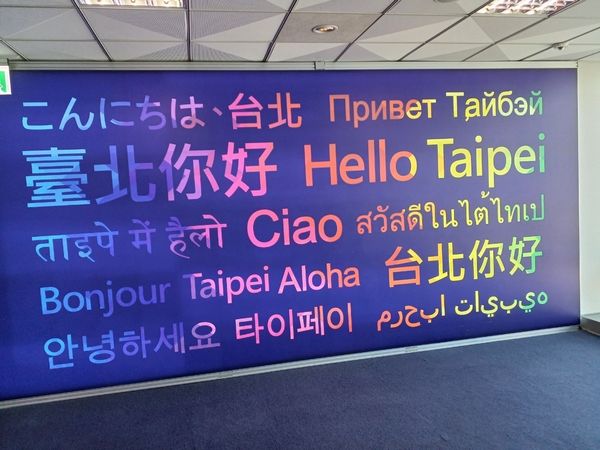 こんにちは、台北 Привет Тайбэй
臺北你好 Hello Taipei
ताइपे में हैलो Ciao สวัสดีในไต้ไทเป
Bonjour Taipei Aloha 台北你好
안녕하세요 타이페이 هيبيات ابحرم